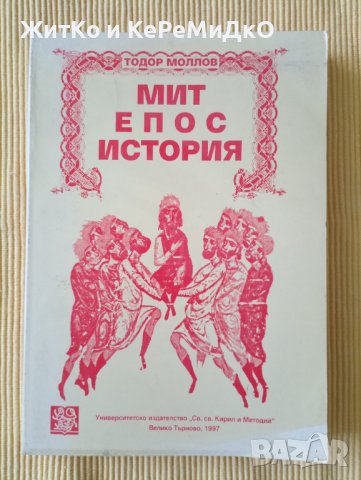 ЖитКо и КереМидкО
ТОДОР МОЛЛОВ
МИТ
ЕПОС
ИСТОРИЯ
Университетско издателство „Св. св. Кирил и Методий“
Велико Търново, 1997
BAZAR